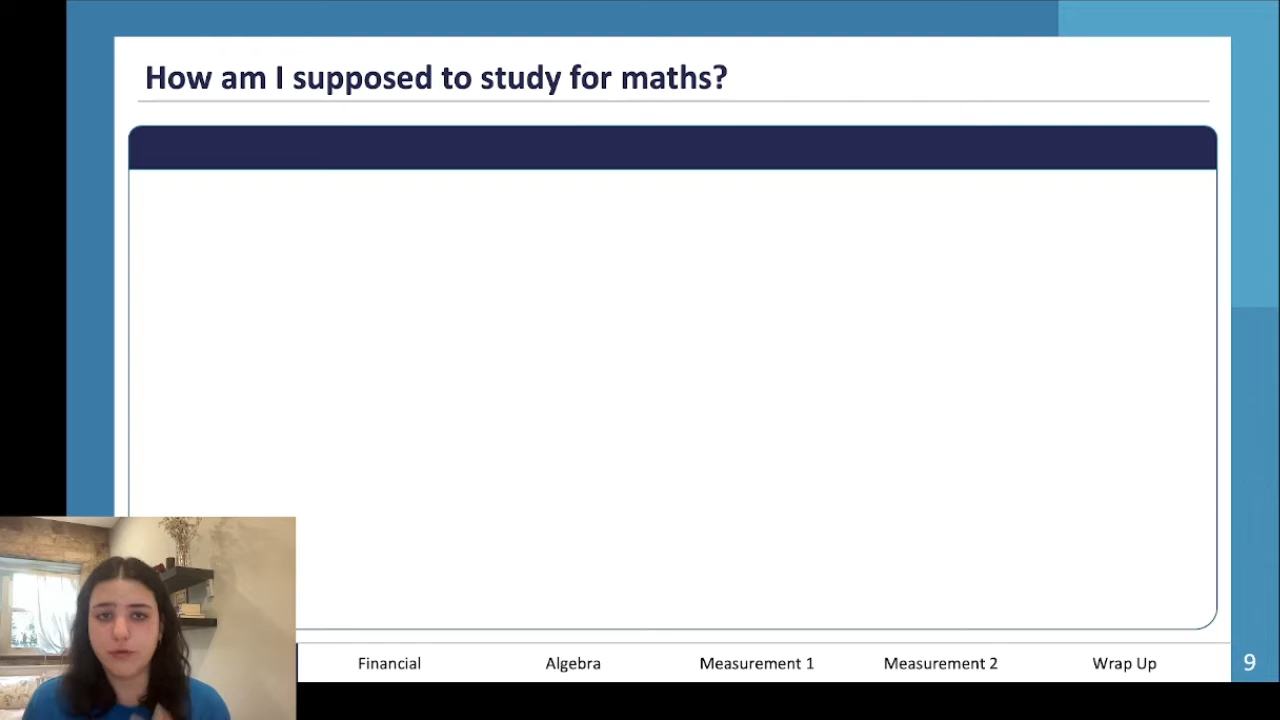 How am I supposed to study for maths?
Financial Algebra Measurement 1 Measurement 2 Wrap Up 9